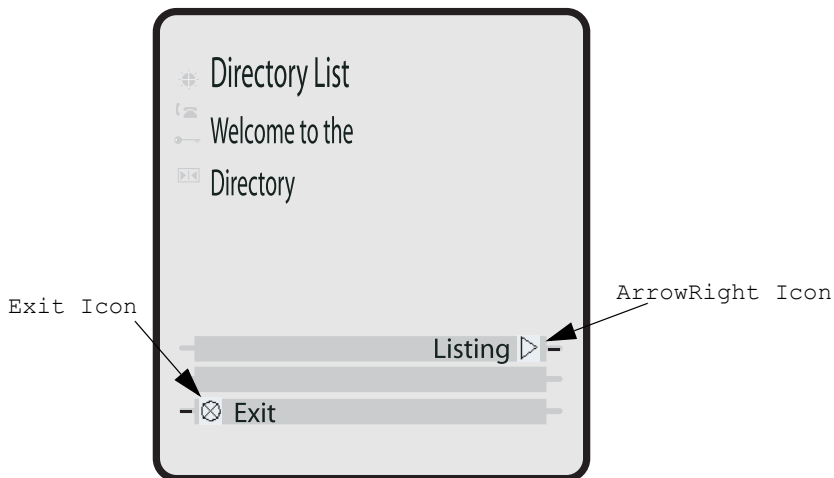 Directory List
Welcome to the
Directory
ArrowRight Icon
Exit Icon
Listing
Exit